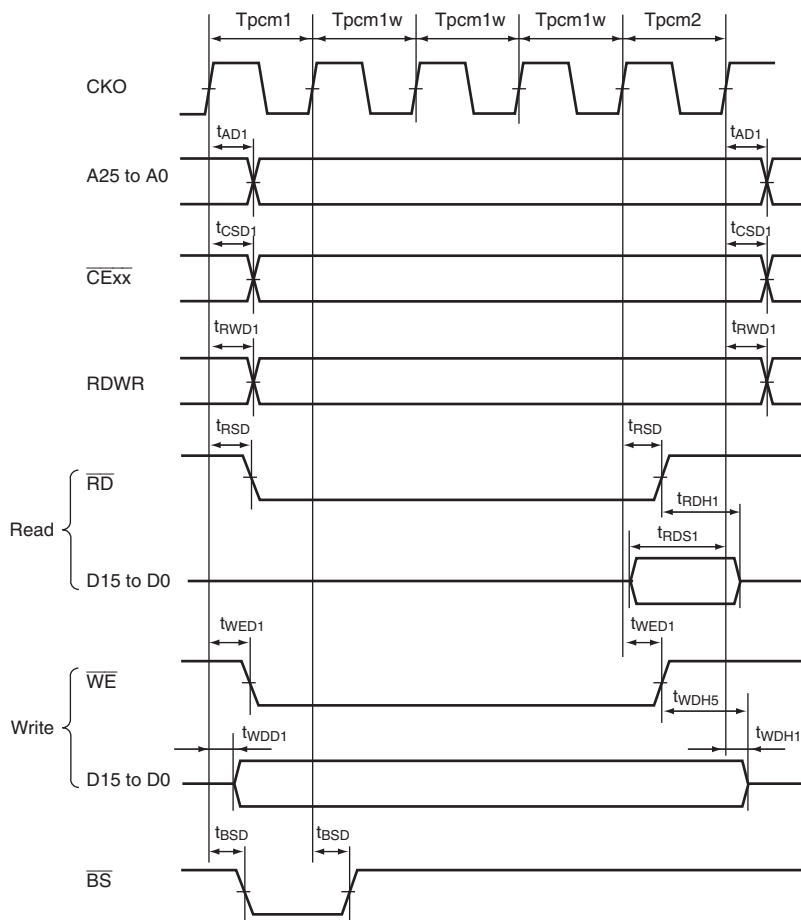 Tpcm1 Tpcm1w Tpcm1w Tpcm1w Tpcm2
CKO
tAD1 tAD1
A25 to A0
tCSD1 tCSD1
CExx
tRWD1 tRWD1
RDWR
tRSD tRSD
RD
tRDH1
Read
tRDS1
D15 to D0
tWED1 tWED1
WE
tWDH5
Write
tWDD1 tWDH1
D15 to D0
tBSD tBSD
BS